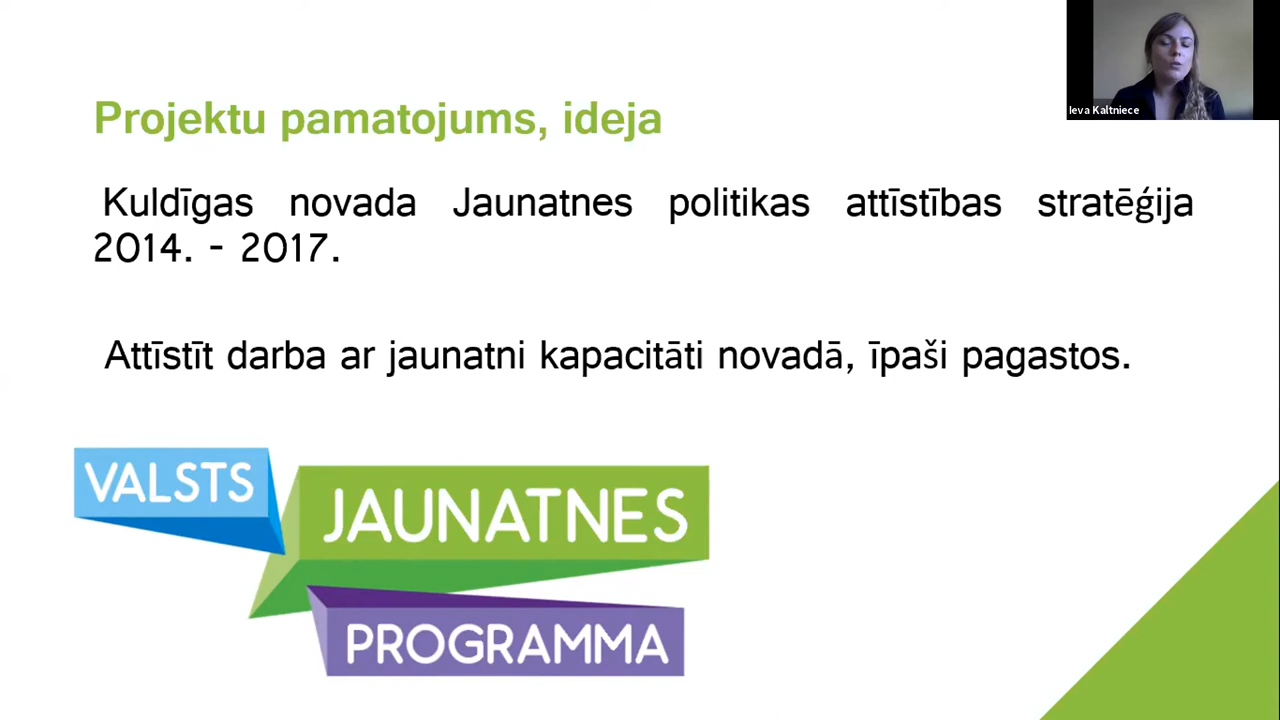 Ieva Kaltniece
Projektu pamatojums, ideja
Kuldīgas novada Jaunatnes politikas attīstības stratēģija
2014. - 2017.
Attīstīt darba ar jaunatni kapacitāti novadā, īpaši pagastos.
VALSTS
JAUNATNES
PROGRAMMA